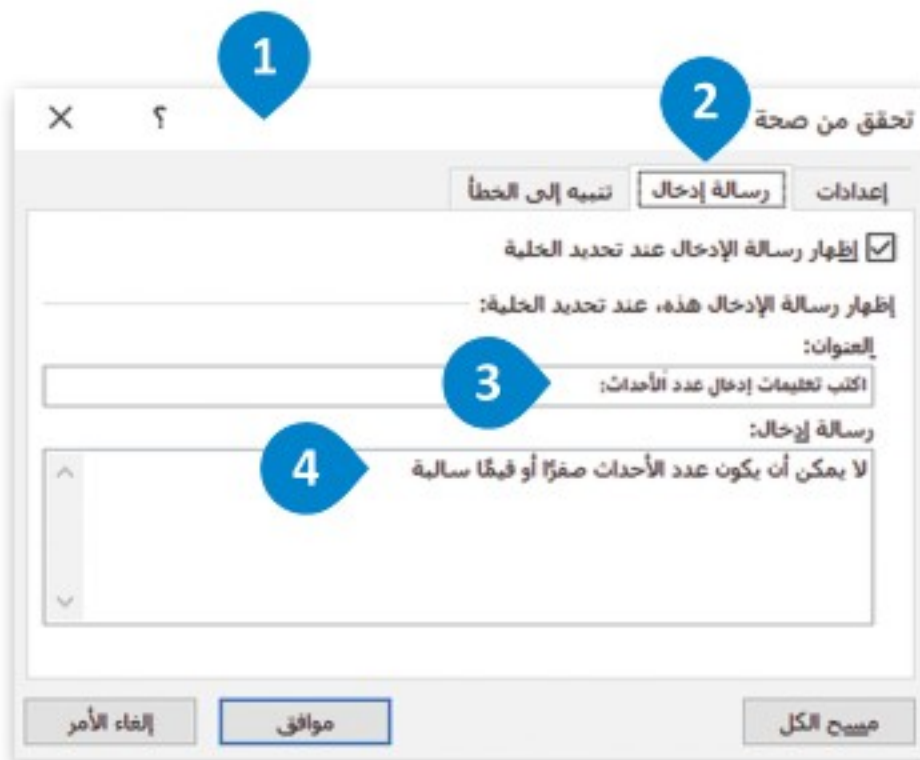 1
2
تحقق من صحة ؟ ×
إعدادات رسالة إدخال تنبيه إلى الخطأ
إظهار رسالة الإدخال عند تحديد الخلية
إظهار رسالة الإدخال هذه، عند تحديد الخلية:
العنوان:
اكتب تعليمات إدخال عدد الأحداث: 3
رسالة إدخال:
لا يمكن أن يكون عدد الأحداث صفرًا أو قيمًا سالبة 4
مسح الكل موافق إلغاء الأمر